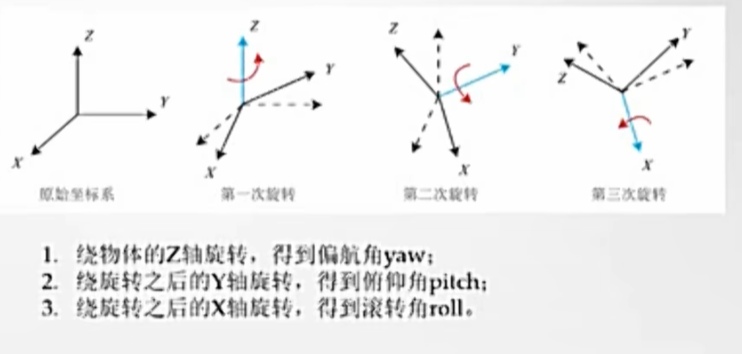 Z
Y
X
原始坐标系
Z
Y
X
第一次旋转
Z
Y
X
第二次旋转
Y
Z
X
第三次旋转
1. 绕物体的Z轴旋转，得到偏航角yaw；
2. 绕旋转之后的Y轴旋转，得到俯仰角pitch；
3. 绕旋转之后的X轴旋转，得到滚转角roll。